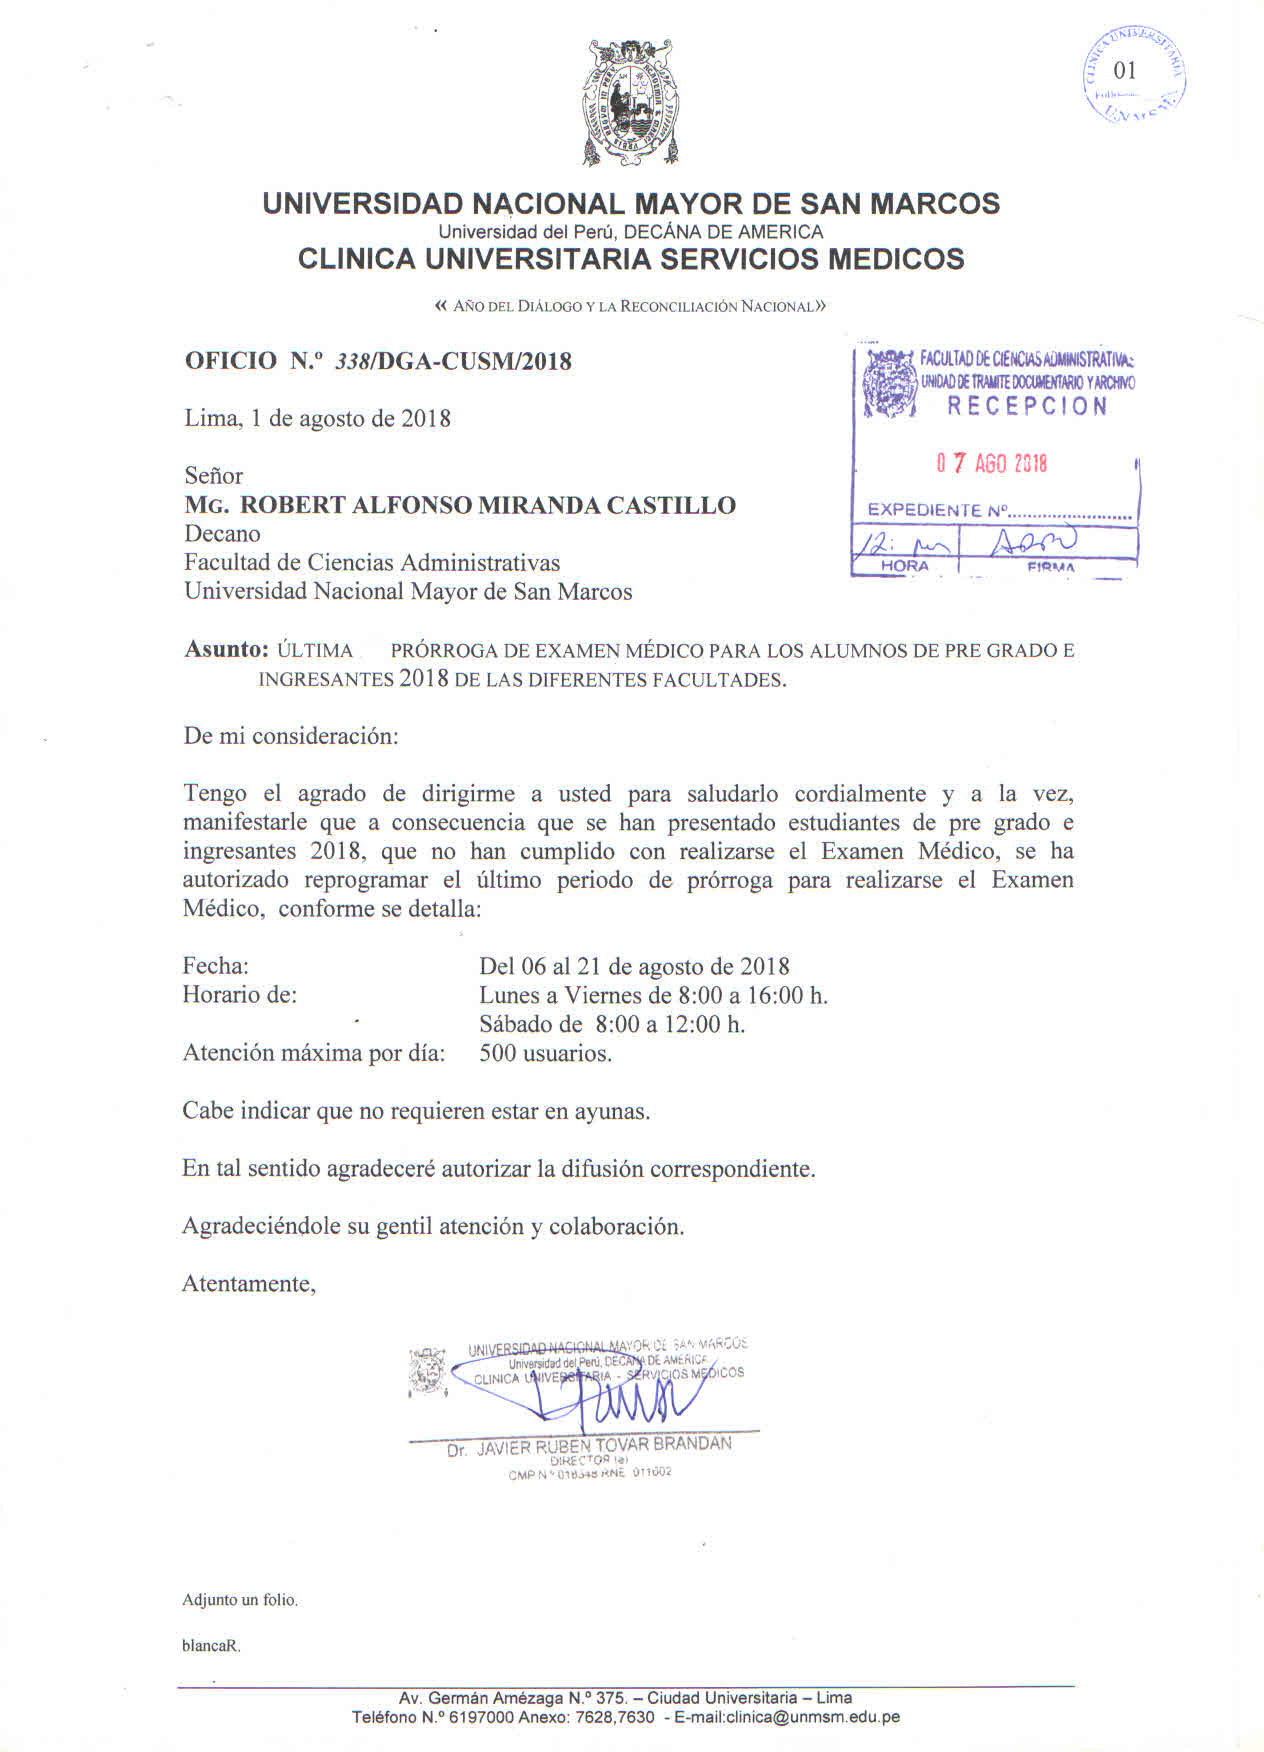 CLINICA UNIVERSITARIA
01
UNMSM
UNIVERSIDAD NACIONAL MAYOR DE SAN MARCOS
Universidad del Perú, DECÁNA DE AMERICA
CLINICA UNIVERSITARIA SERVICIOS MEDICOS
« AÑO DEL DIÁLOGO Y LA RECONCILIACIÓN NACIONAL»
OFICIO N.º 338/DGA-CUSM/2018
FACULTAD DE CIENCIAS ADMINISTRATIVAS
UNIDAD DE TRAMITE DOCUMENTARIO Y ARCHIVO
RECEPCION
07 AGO 2018
EXPEDIENTE Nº........................
12:
HORA FIRMA
Lima, 1 de agosto de 2018
Señor
MG. ROBERT ALFONSO MIRANDA CASTILLO
Decano
Facultad de Ciencias Administrativas
Universidad Nacional Mayor de San Marcos
Asunto: ÚLTIMA PRÓRROGA DE EXAMEN MÉDICO PARA LOS ALUMNOS DE PRE GRADO E
INGRESANTES 2018 DE LAS DIFERENTES FACULTADES.
De mi consideración:
Tengo el agrado de dirigirme a usted para saludarlo cordialmente y a la vez,
manifestarle que a consecuencia que se han presentado estudiantes de pre grado e
ingresantes 2018, que no han cumplido con realizarse el Examen Médico, se ha
autorizado reprogramar el último periodo de prórroga para realizarse el Examen
Médico, conforme se detalla:
Fecha: Del 06 al 21 de agosto de 2018
Horario de: Lunes a Viernes de 8:00 a 16:00 h.
Sábado de 8:00 a 12:00 h.
Atención máxima por día: 500 usuarios.
Cabe indicar que no requieren estar en ayunas.
En tal sentido agradeceré autorizar la difusión correspondiente.
Agradeciéndole su gentil atención y colaboración.
Atentamente,
UNIVERSIDAD NACIONAL MAYOR DE SAN MARCOS
Universidad del Perú, DECANA DE AMERICA
CLINICA UNIVERSITARIA - SERVICIOS MEDICOS
Dr. JAVIER RUBEN TOVAR BRANDAN
DIRECTOR (e)
CMP Nº RNE. 011002
Adjunto un folio.
blancaR.
Av. Germán Amézaga N.º 375. – Ciudad Universitaria – Lima
Teléfono N.º 6197000 Anexo: 7628,7630 - E-mail:clinica@unmsm.edu.pe